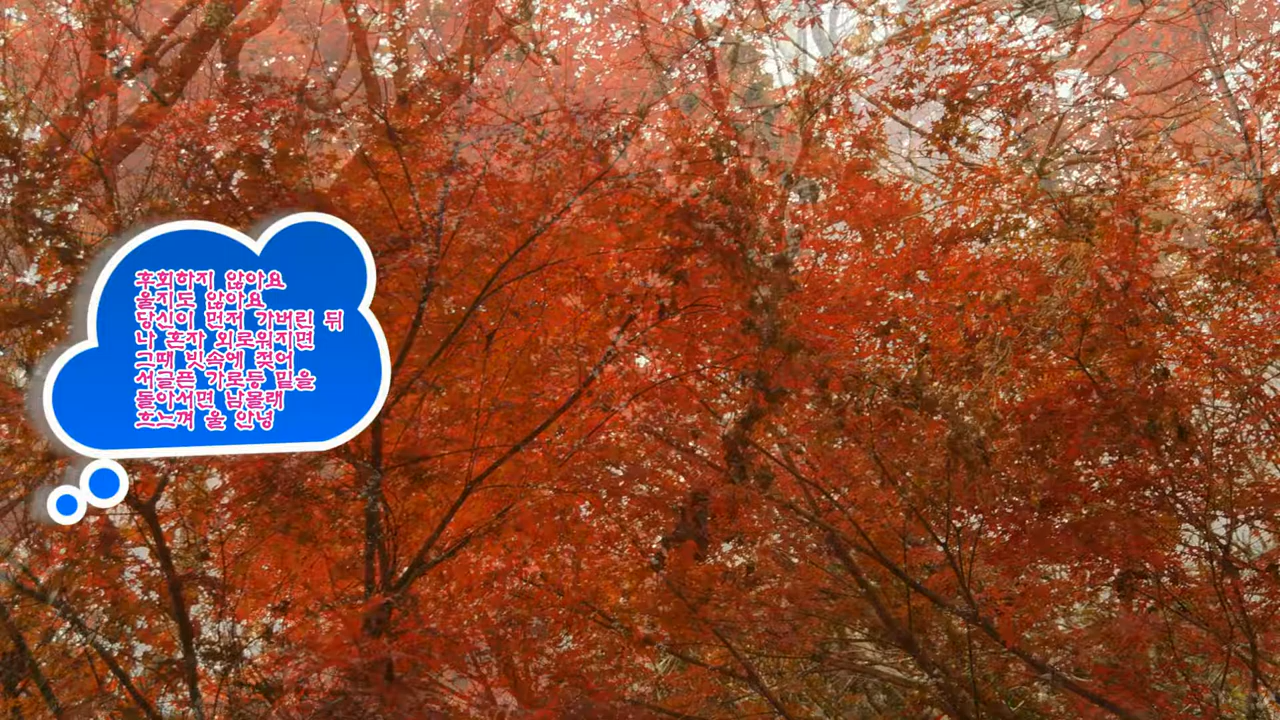 후회하지 않아요
울지도 않아요
당신이 먼저 가버린 뒤
나 혼자 외로워지면
그때 빗속에 젖어
서글픈 가로등 밑을
돌아서면 남몰래
흐느껴 울 안녕